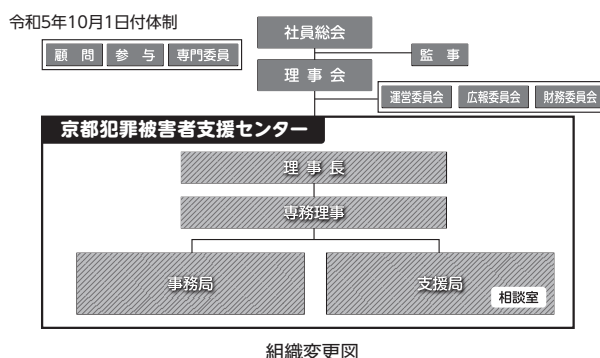 令和5年10月1日付体制
社員総会
顧問 参与 専門委員
監事
理事会
運営委員会 広報委員会 財務委員会
京都犯罪被害者支援センター
理事長
専務理事
事務局 支援局
相談室
組織変更図